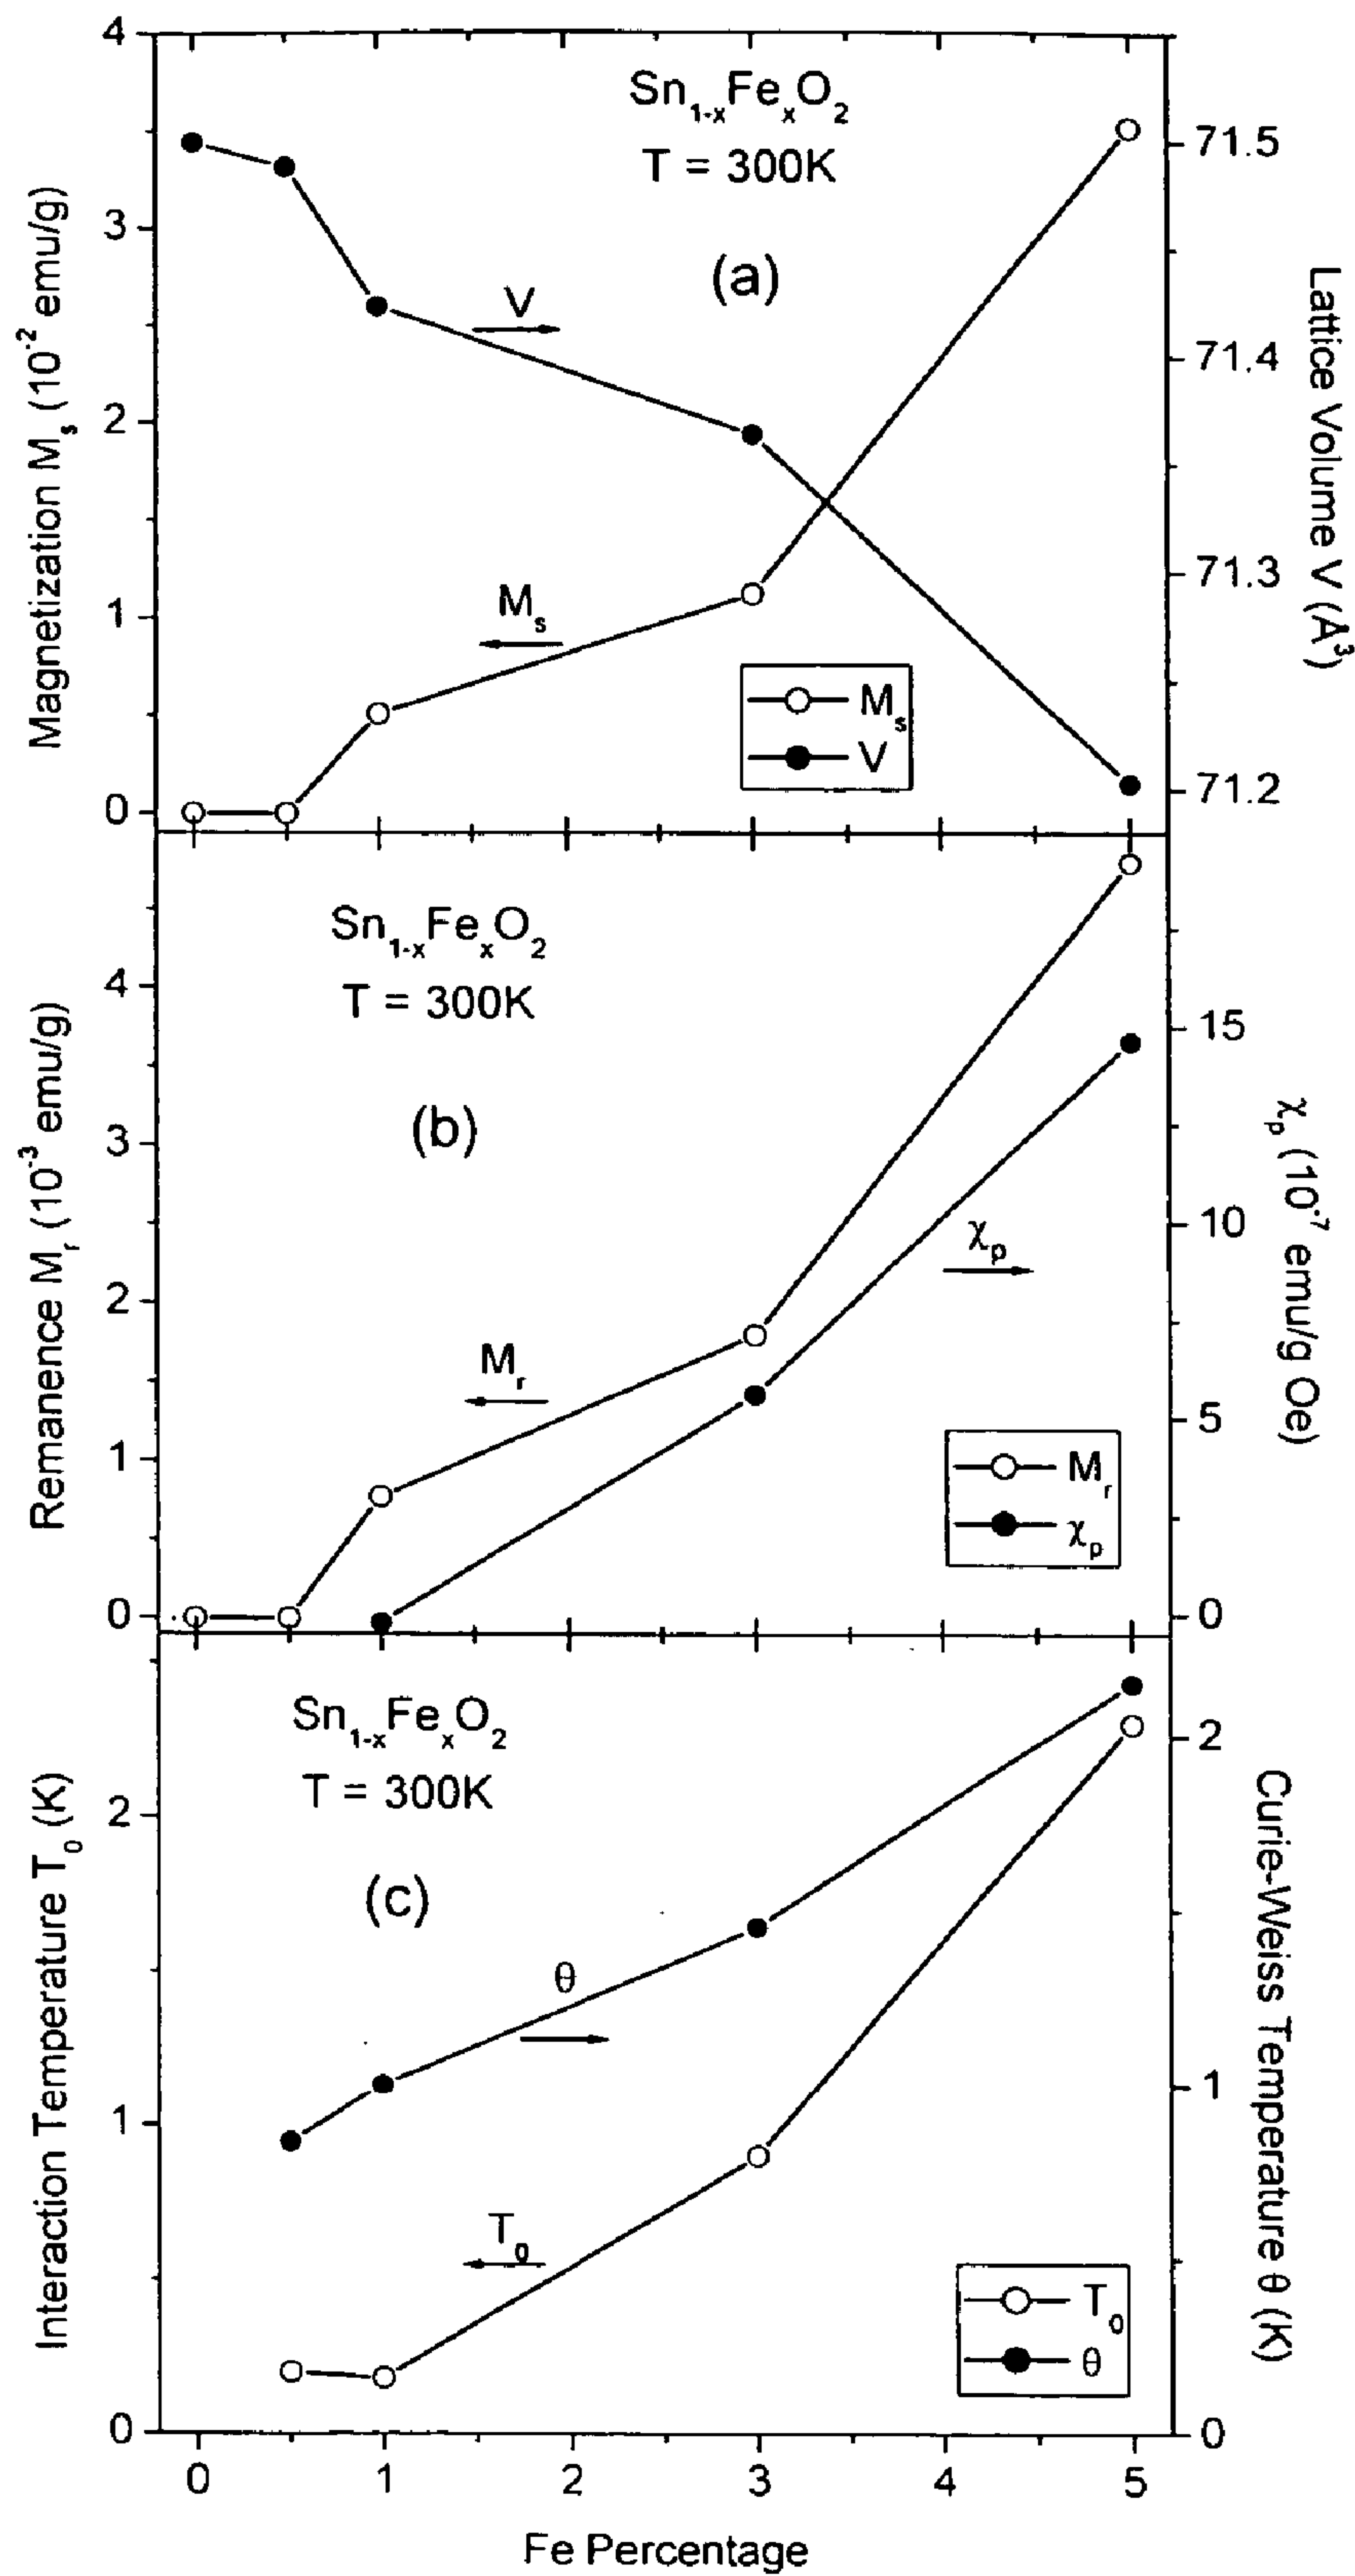 Sn1-xFexO2
T = 300K
(a)
V
Ms
Ms
V
4
3
2
1
0
Magnetization Ms (10-2 emu/g)
71.5
71.4
71.3
71.2
Lattice Volume V (Å3)
Sn1-xFexO2
T = 300K
(b)
Mr
χp
Mr
χp
4
3
2
1
0
Remanence Mr (10-3 emu/g)
15
10
5
0
χp (10-7 emu/g Oe)
Sn1-xFexO2
T = 300K
(c)
θ
T0
T0
θ
2
1
0
Interaction Temperature T0 (K)
2
1
0
Curie-Weiss Temperature θ (K)
0 1 2 3 4 5
Fe Percentage